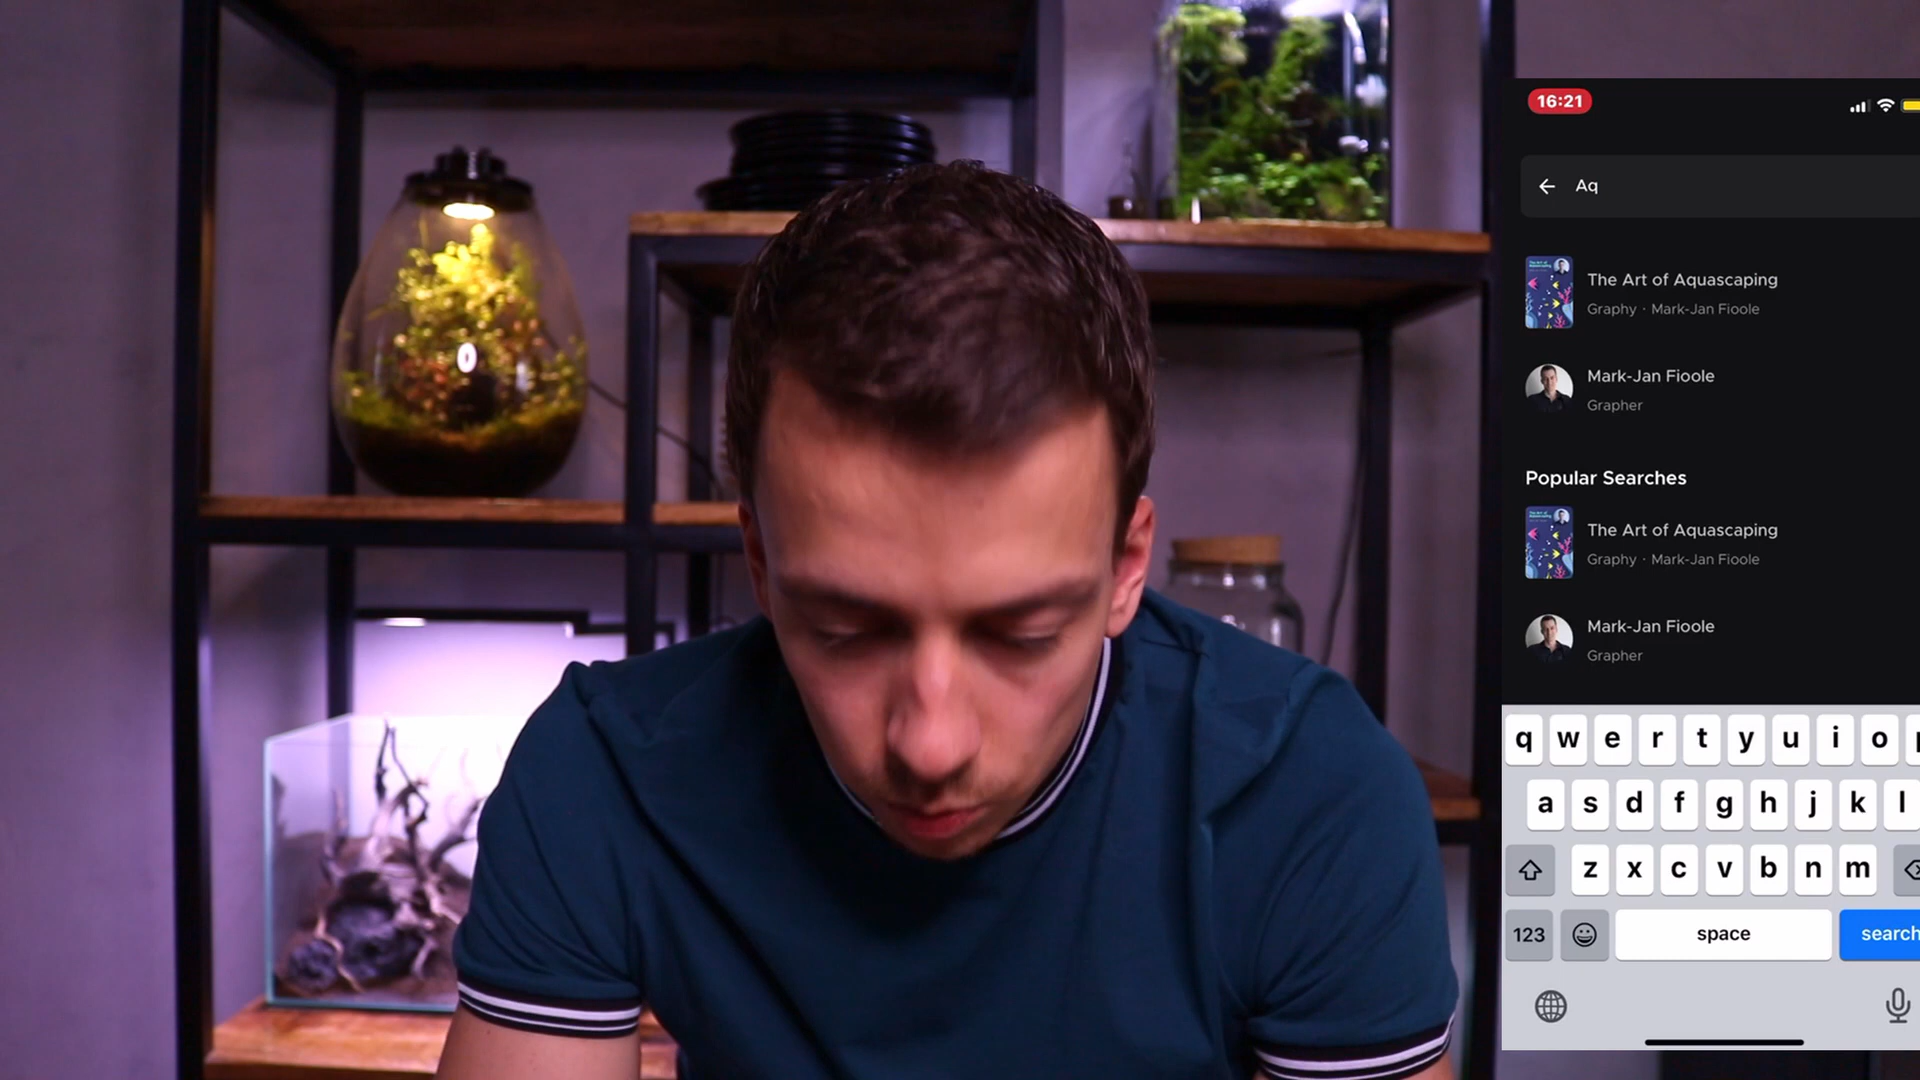 16:21
Aq
The Art of Aquascaping
Graphy · Mark-Jan Fioole
Mark-Jan Fioole
Grapher
Popular Searches
The Art of Aquascaping
Graphy · Mark-Jan Fioole
Mark-Jan Fioole
Grapher
q w e r t y u i o p
a s d f g h j k l
z x c v b n m
123 space search